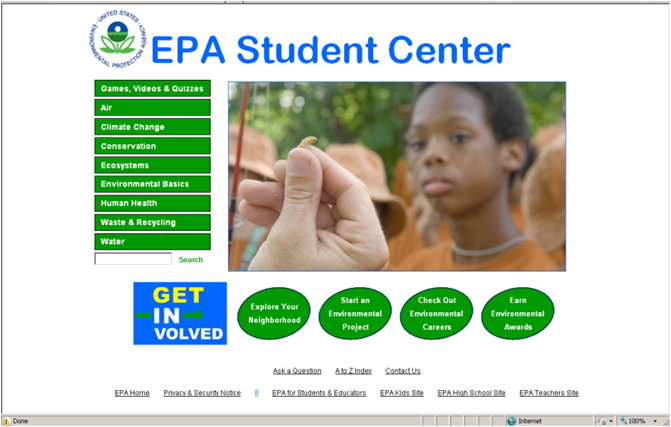 UNITED STATES
ENVIRONMENTAL PROTECTION AGENCY
EPA Student Center
Games, Videos & Quizzes
Air
Climate Change
Conservation
Ecosystems
Environmental Basics
Human Health
Waste & Recycling
Water
Search
GET
IN
VOLVED
Explore Your
Neighborhood
Start an
Environmental
Project
Check Out
Environmental
Careers
Earn
Environmental
Awards
Ask a Question A to Z Index Contact Us
EPA Home Privacy & Security Notice || EPA for Students & Educators EPA Kids Site EPA High School Site EPA Teachers Site
Done Internet 100%